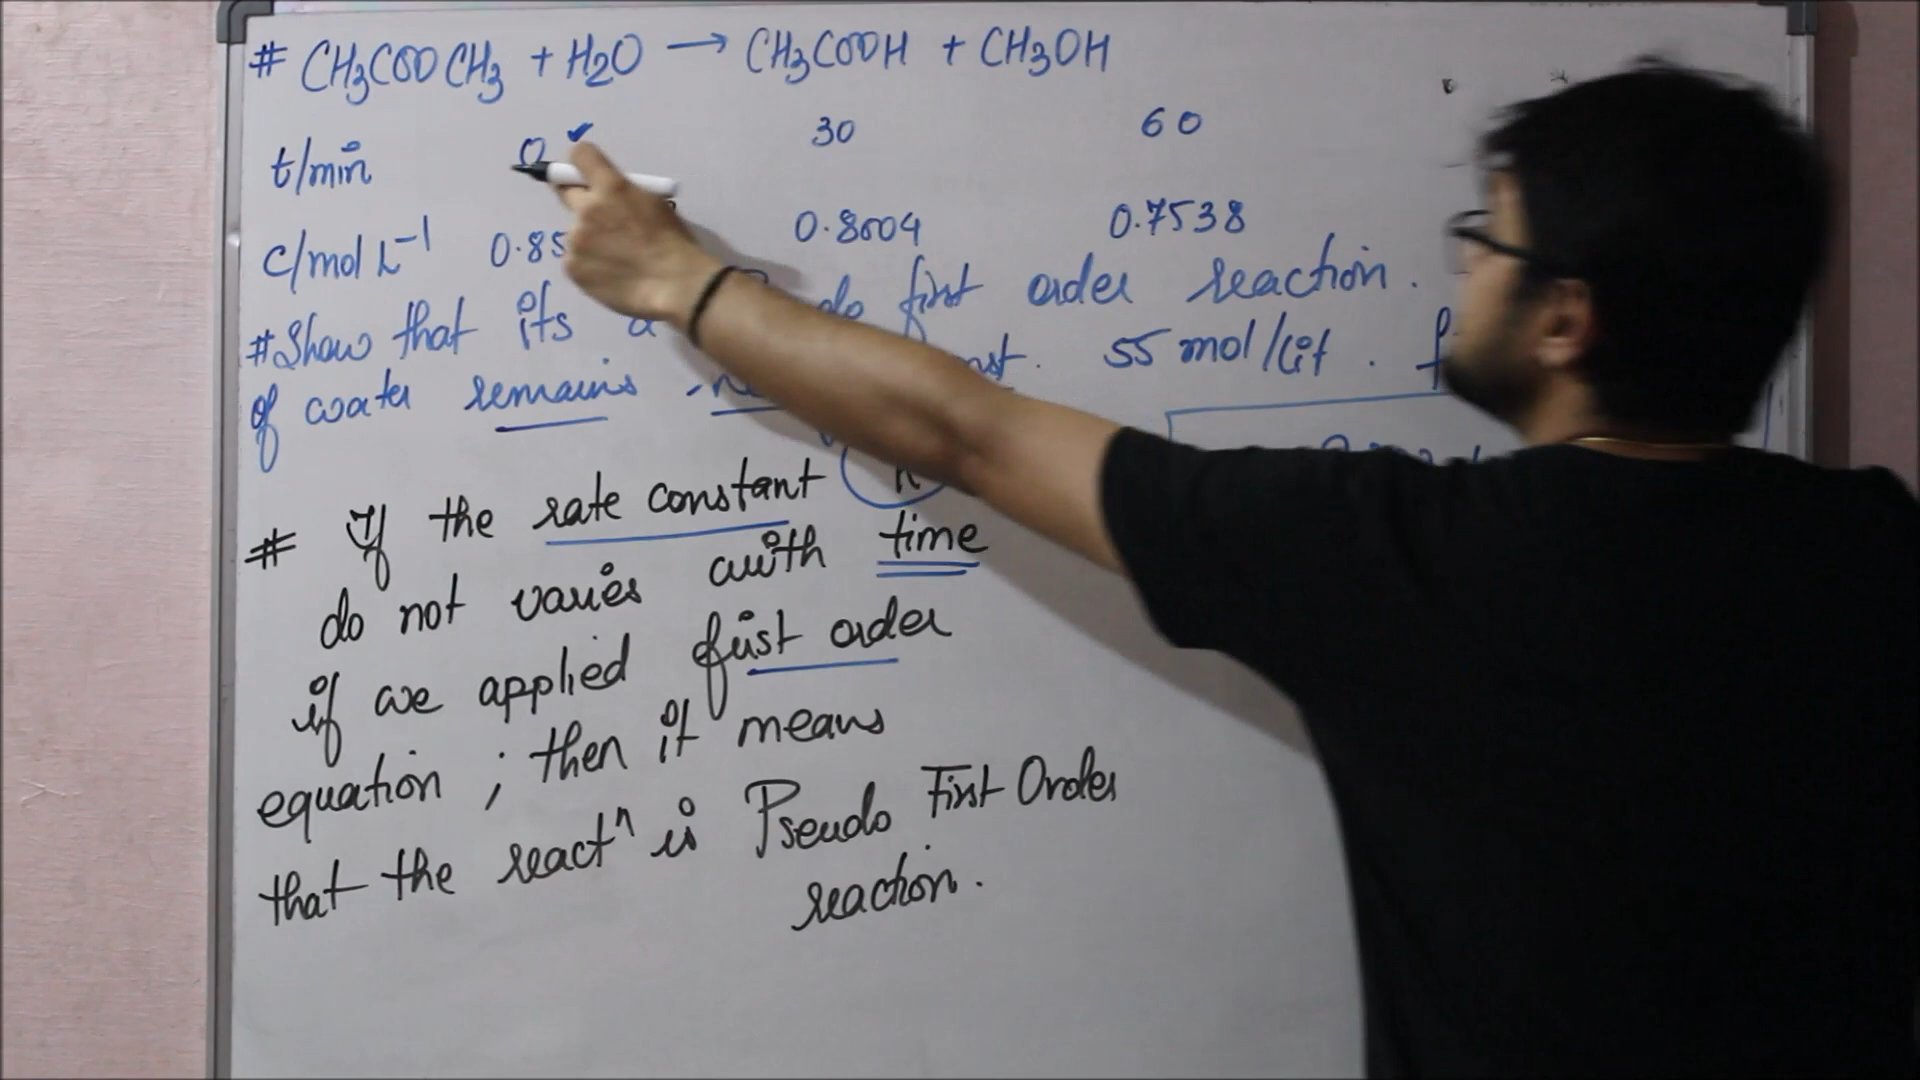 # CH3COOCH3 + H2O → CH3COOH + CH3OH
t/min 0 ✓ 30 60
C/mol L⁻¹ 0.85 0.8004 0.7538
# Show that its a do first order reaction.
of water remains nst. 55 mol/lit. f
# If the rate constant k
do not varies with time
if we applied first order
equation ; then it means
that the reactⁿ is Pseudo First Order
reaction.